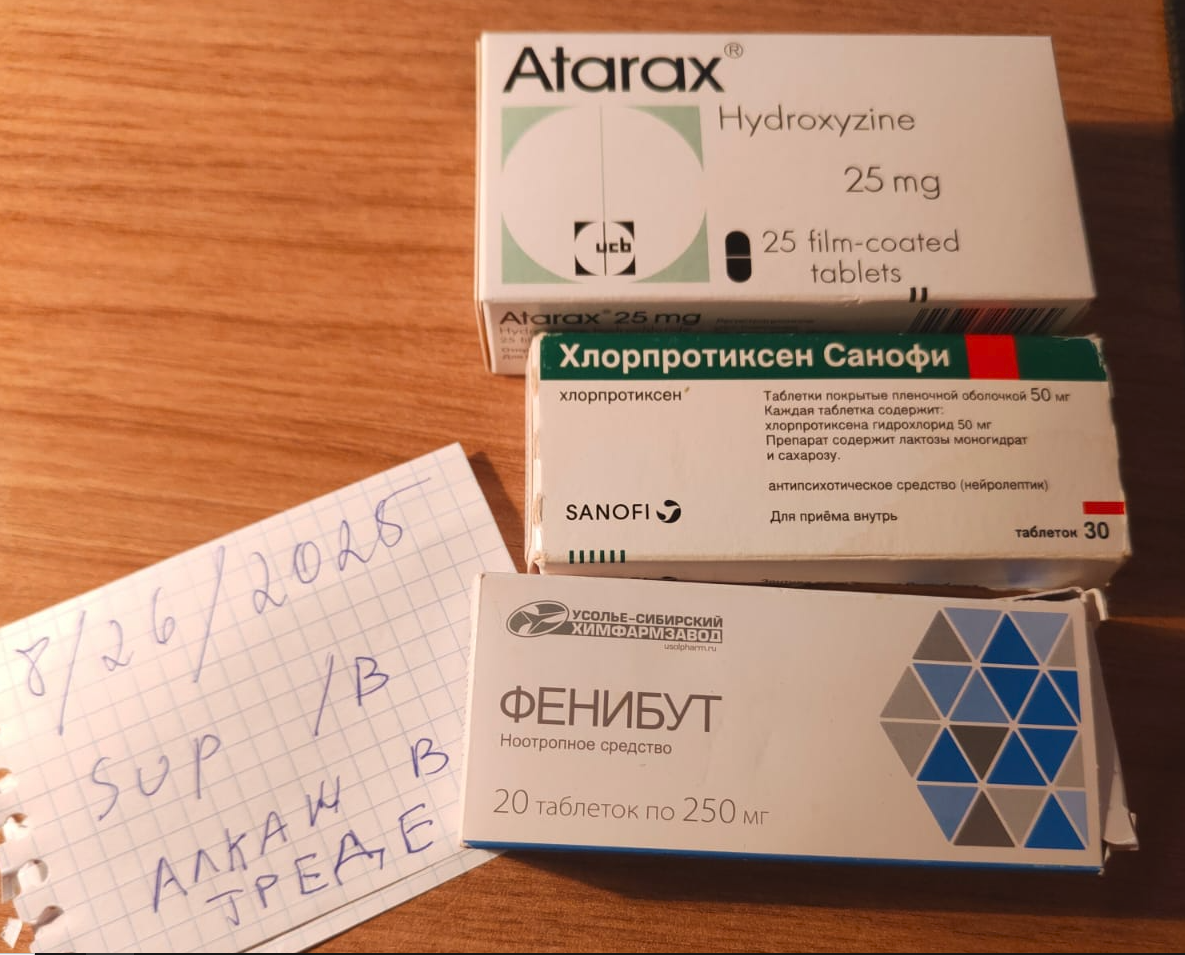 Atarax®
Hydroxyzine
25 mg
ucb
25 film-coated
tablets
Atarax® 25 mg
Хлорпротиксен Санофи
хлорпротиксен
Таблетки покрытые пленочной оболочкой 50 мг
Каждая таблетка содержит:
хлорпротиксена гидрохлорид 50 мг
Препарат содержит лактозы моногидрат
и сахарозу.
антипсихотическое средство (нейролептик)
SANOFI
Для приёма внутрь
таблеток 30
УСОЛЬЕ-СИБИРСКИЙ
ХИМФАРМЗАВОД
usolpharm.ru
ФЕНИБУТ
Ноотропное средство
20 таблеток по 250 мг
8/26/2025
SUP /B
АЛКАШ В
ТРЕДЕ